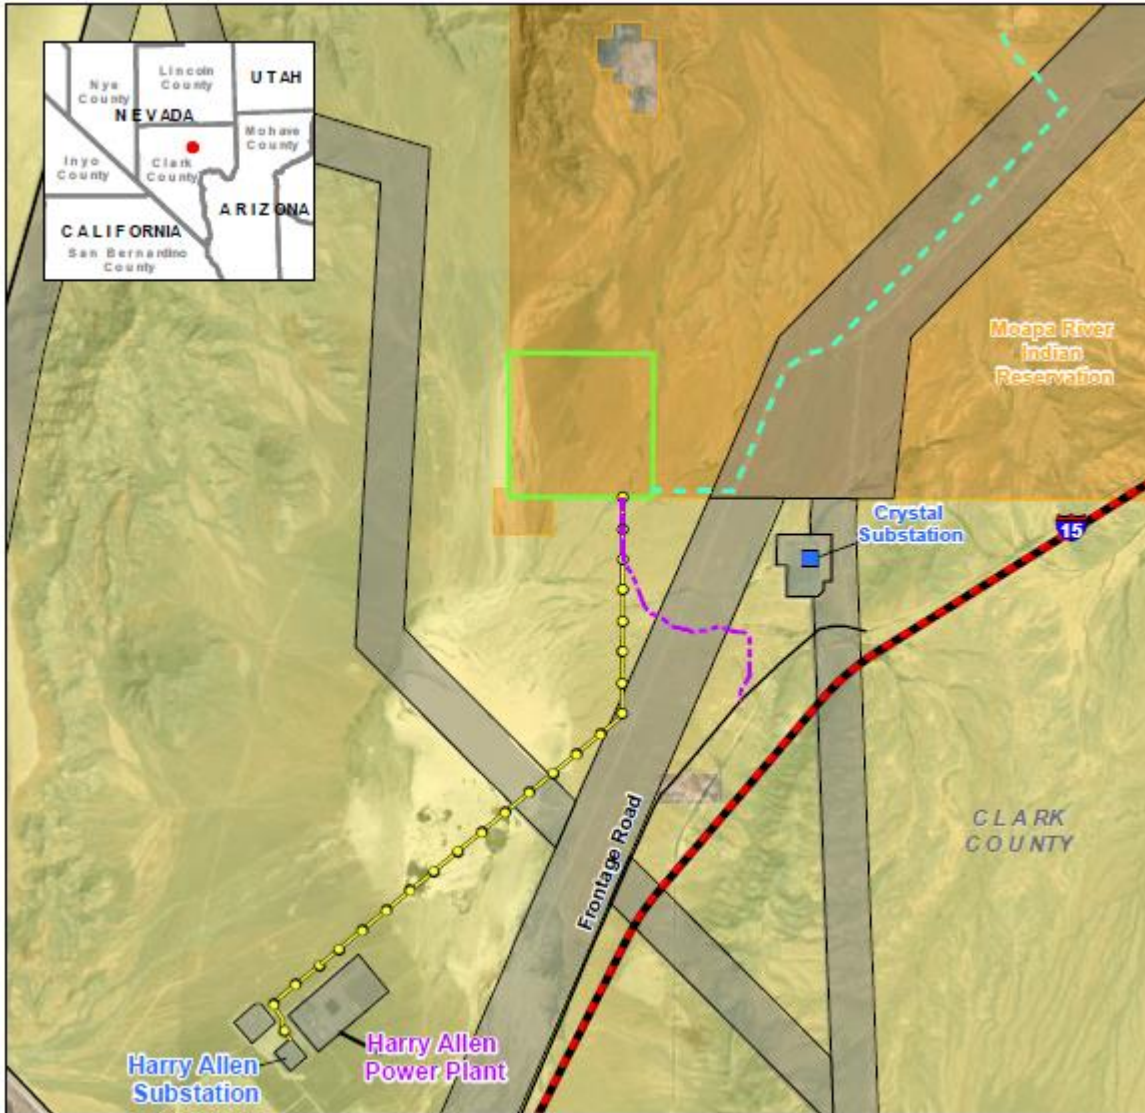 Lincoln
County
UTAH
Nye
County
NEVADA
Mohave
County
Inyo
County
Clark
County
ARIZONA
CALIFORNIA
San Bernardino
County
Moapa River
Indian
Reservation
Crystal
Substation
15
CLARK
COUNTY
Frontage Road
Harry Allen
Power Plant
Harry Allen
Substation